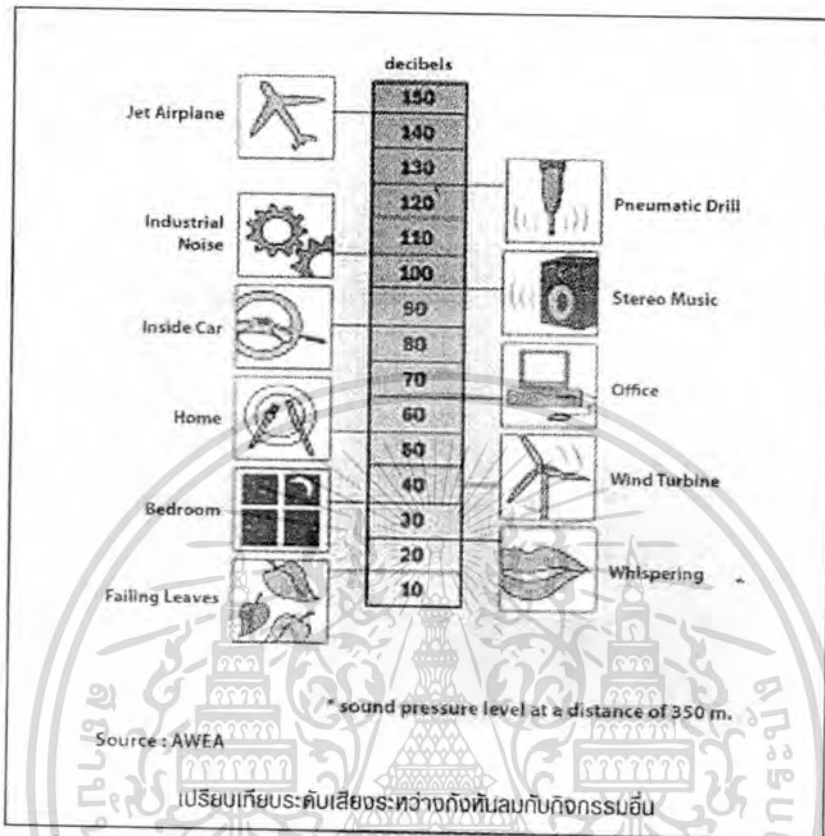 decibels
150
Jet Airplane
140
130
120
Pneumatic Drill
Industrial
Noise
110
100
Stereo Music
90
Inside Car
80
70
Office
60
Home
50
40
Wind Turbine
Bedroom
30
20
Whispering
10
Failing Leaves
* sound pressure level at a distance of 350 m.
Source : AWEA
เปรียบเทียบระดับเสียงระหว่างกังหันลมกับกิจกรรมอื่น